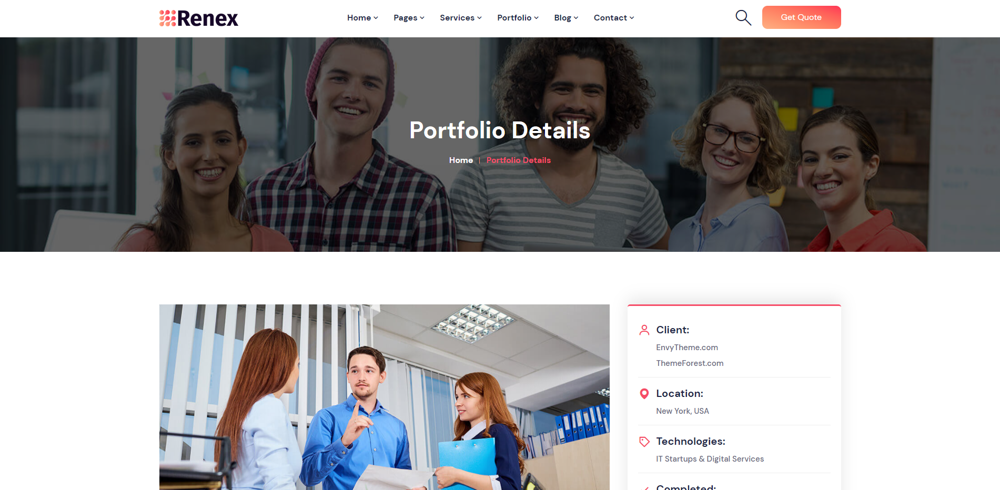 Renex
Home Pages Services Portfolio Blog Contact
Get Quote
Portfolio Details
Home | Portfolio Details
Client:
EnvyTheme.com
ThemeForest.com
Location:
New York, USA
Technologies:
IT Startups & Digital Services
Completed: